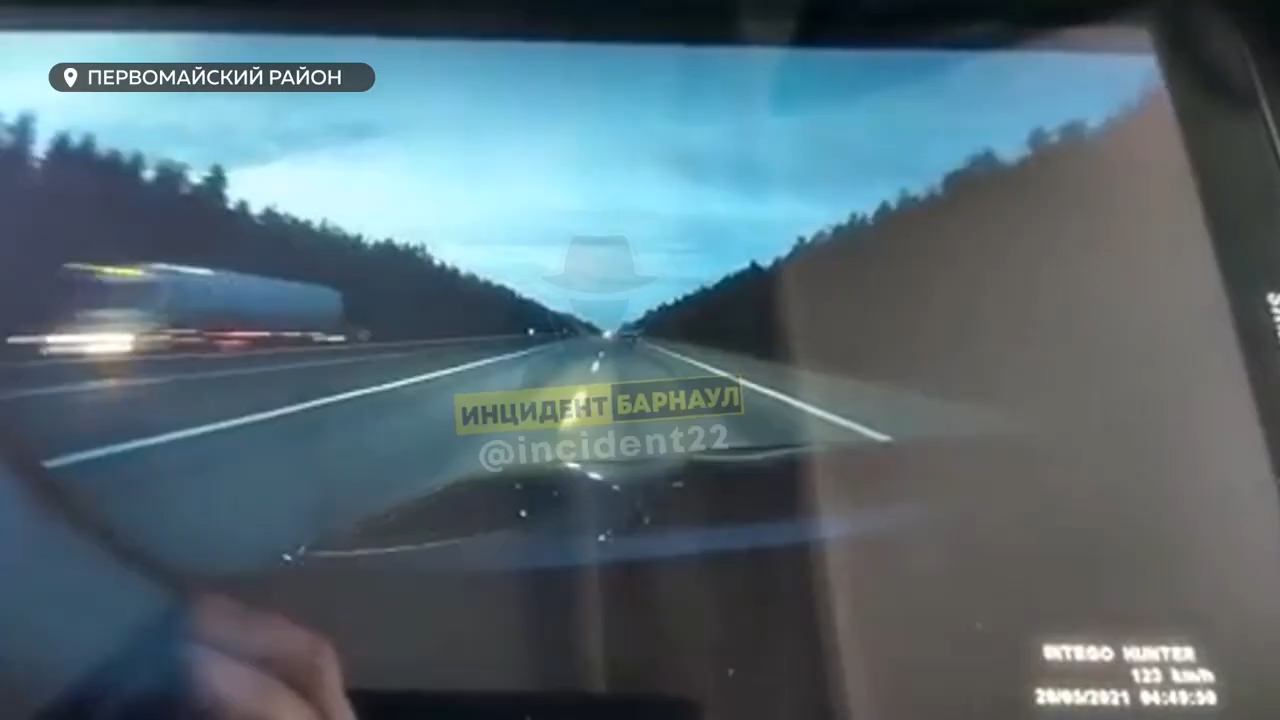 ПЕРВОМАЙСКИЙ РАЙОН
ИНЦИДЕНТ БАРНАУЛ
@incident22
INTEGO HUNTER
123 km/h
28/05/2021 04:49:50